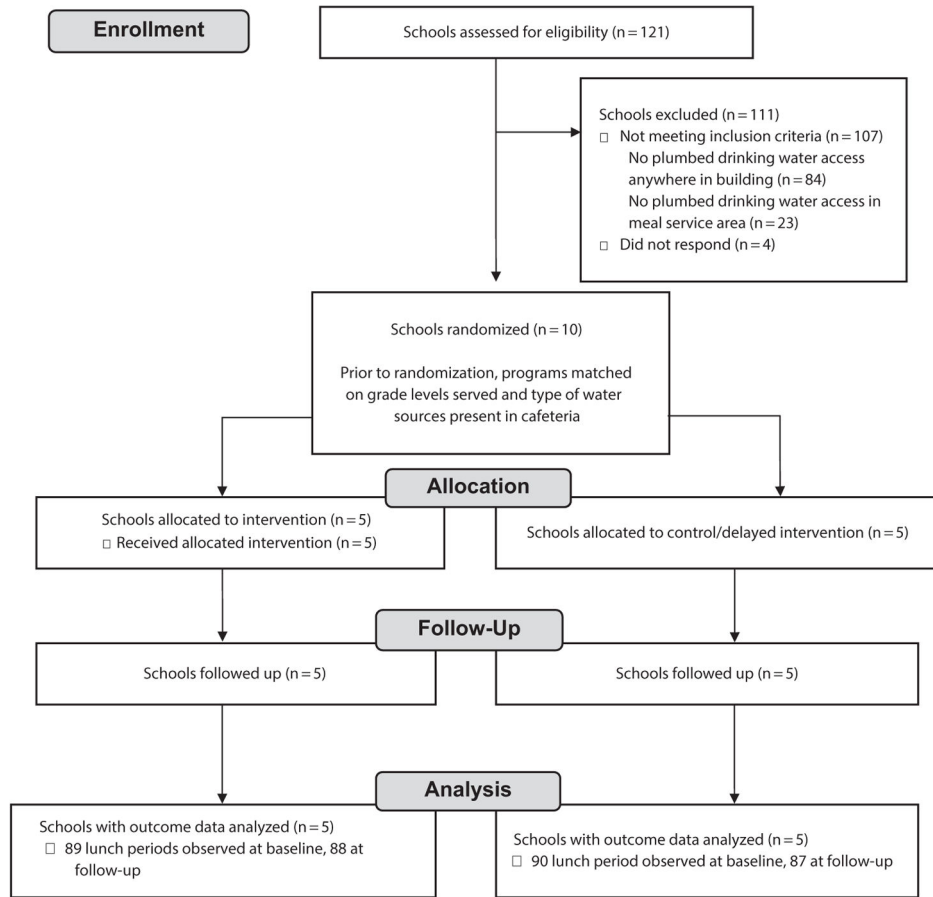 Enrollment
Schools assessed for eligibility (n = 121)
Schools excluded (n = 111)
□ Not meeting inclusion criteria (n = 107)
No plumbed drinking water access
anywhere in building (n = 84)
No plumbed drinking water access in
meal service area (n = 23)
□ Did not respond (n = 4)
Schools randomized (n = 10)
Prior to randomization, programs matched
on grade levels served and type of water
sources present in cafeteria
Allocation
Schools allocated to intervention (n = 5)
□ Received allocated intervention (n = 5)
Schools allocated to control/delayed intervention (n = 5)
Follow-Up
Schools followed up (n = 5)
Schools followed up (n = 5)
Analysis
Schools with outcome data analyzed (n = 5)
□ 89 lunch periods observed at baseline, 88 at
follow-up
Schools with outcome data analyzed (n = 5)
□ 90 lunch period observed at baseline, 87 at follow-up